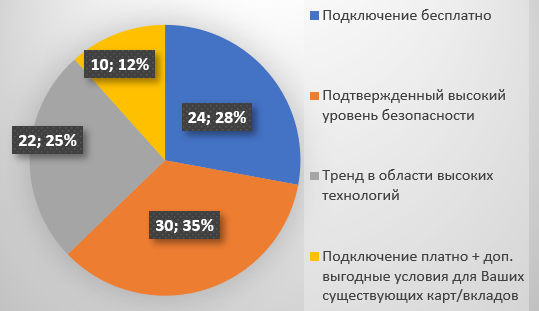 Подключение бесплатно
10; 12%
24; 28%
Подтвержденный высокий
уровень безопасности
22; 25%
Тренд в области высоких
технологий
30; 35%
Подключение платно + доп.
выгодные условия для Ваших
существующих карт/вкладов